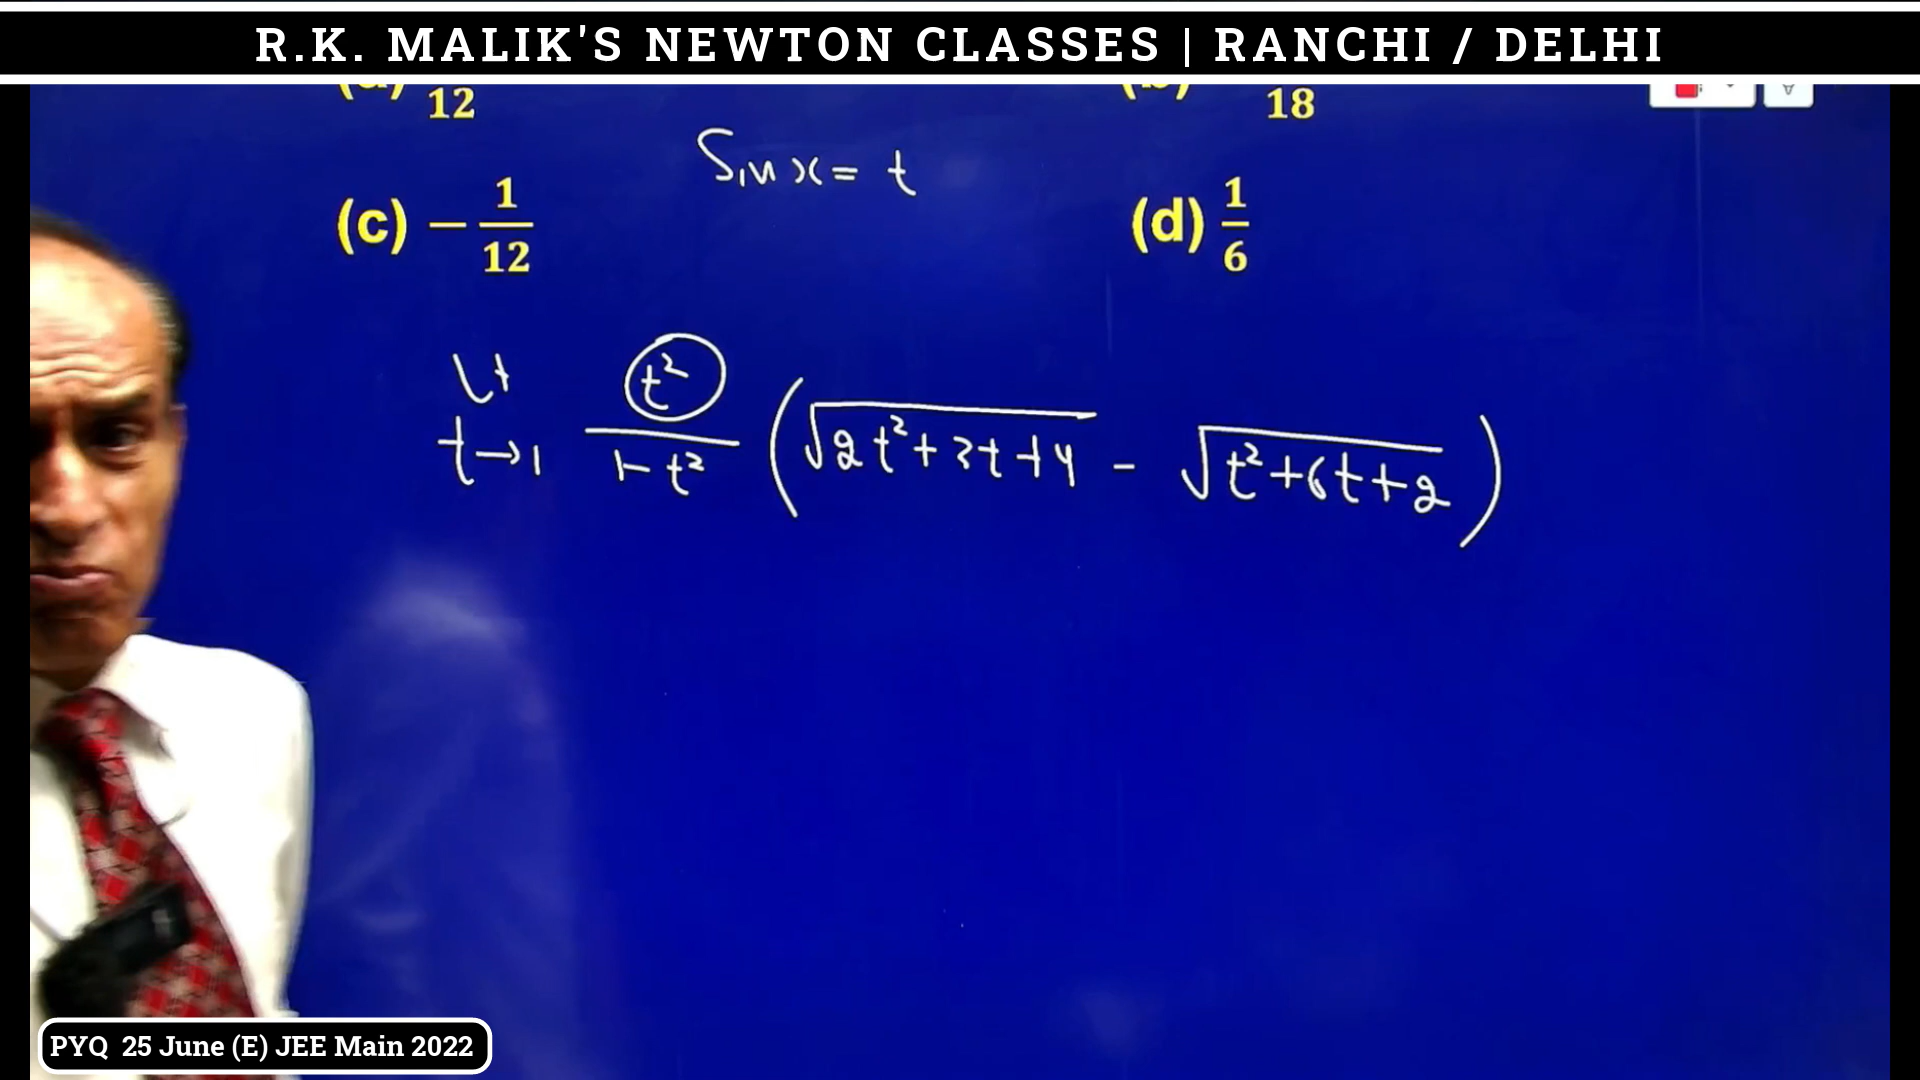 R.K. MALIK'S NEWTON CLASSES | RANCHI / DELHI
12 18
Sin x = t
(c) −1/12 (d) 1/6
Lt t→1 t²/(1−t²) (√(2t²+3t+4) − √(t²+6t+2))
PYQ 25 June (E) JEE Main 2022